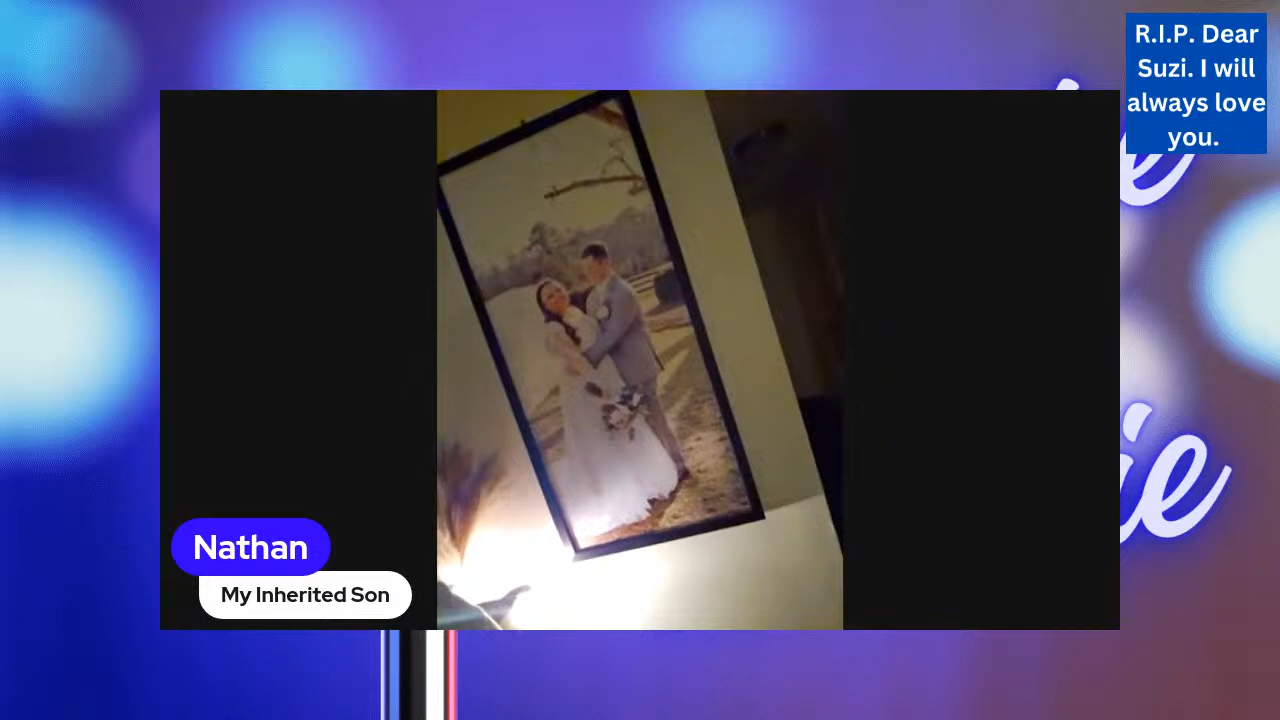 R.I.P. Dear
Suzi. I will
always love
you.
Nathan
My Inherited Son